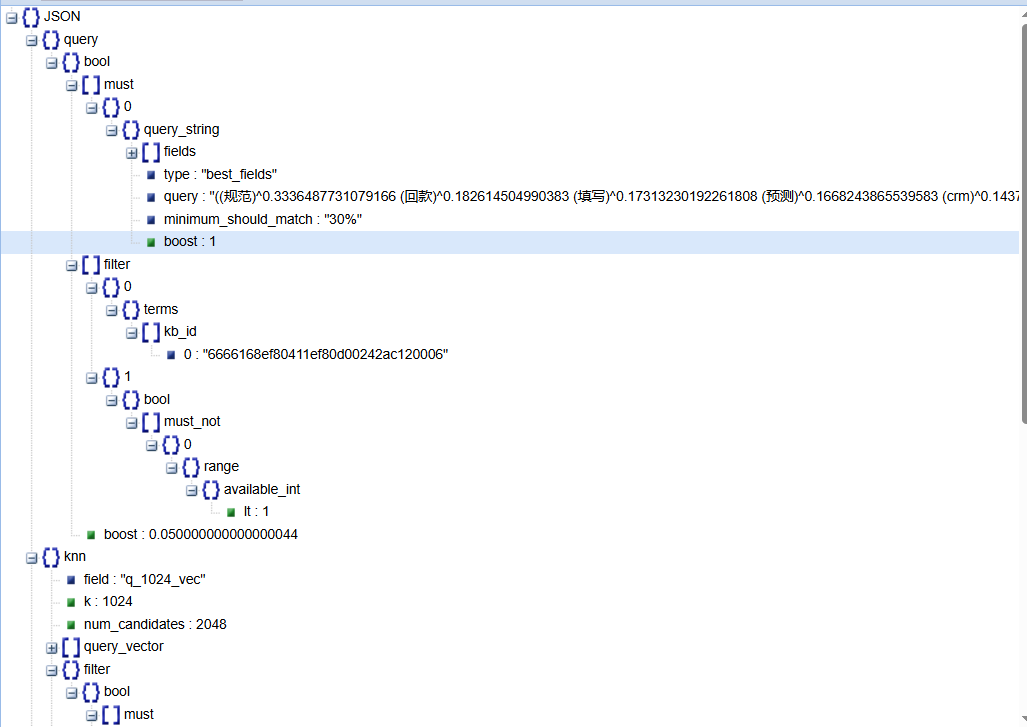 JSON
query
bool
must
0
query_string
fields
type : "best_fields"
query : "((规范)^0.3336487731079166 (回款)^0.182614504990383 (填写)^0.17313230192261808 (预测)^0.1668243865539583 (crm)^0.1437
minimum_should_match : "30%"
boost : 1
filter
0
terms
kb_id
0 : "6666168ef80411ef80d00242ac120006"
1
bool
must_not
0
range
available_int
lt : 1
boost : 0.050000000000000044
knn
field : "q_1024_vec"
k : 1024
num_candidates : 2048
query_vector
filter
bool
must